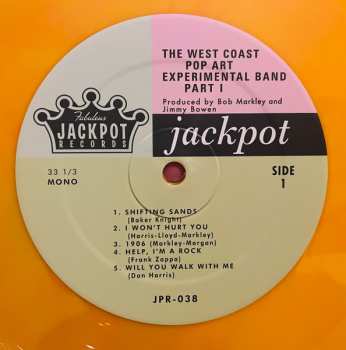 THE WEST COAST
POP ART
EXPERIMENTAL BAND
PART I
Produced by Bob Markley and
Jimmy Bowen
Fabulous
JACKPOT
RECORDS
jackpot
33 1/3
MONO
SIDE
1
1. SHIFTING SANDS
(Baker Knight)
2. I WON'T HURT YOU
(Harris-Lloyd-Markley)
3. 1906 (Markley-Morgan)
4. HELP, I'M A ROCK
(Frank Zappa)
5. WILL YOU WALK WITH ME
(Dan Harris)
JPR-038